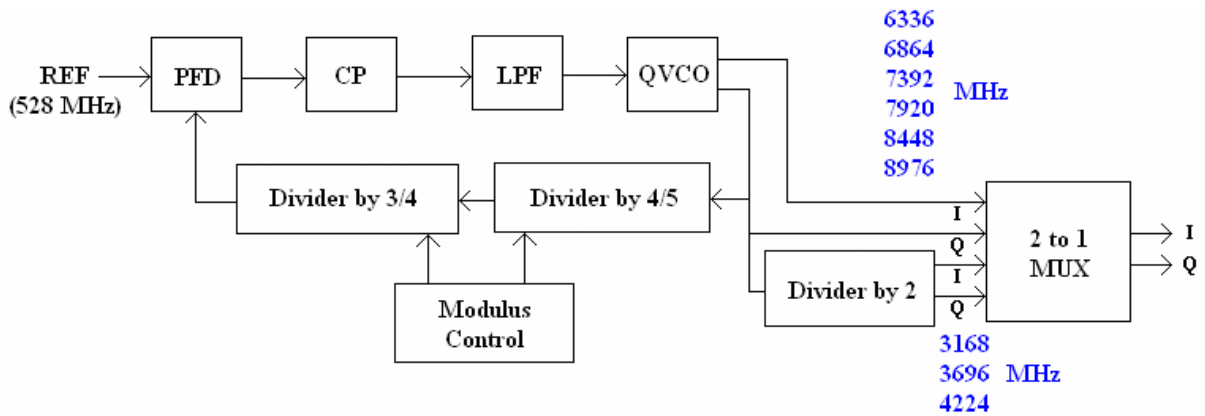 6336
6864
7392
7920
8448
8976
MHz
REF
(528 MHz)
PFD
CP
LPF
QVCO
Divider by 3/4
Divider by 4/5
Modulus
Control
I
Q
I
Q
Divider by 2
2 to 1
MUX
I
Q
3168
3696
4224
MHz